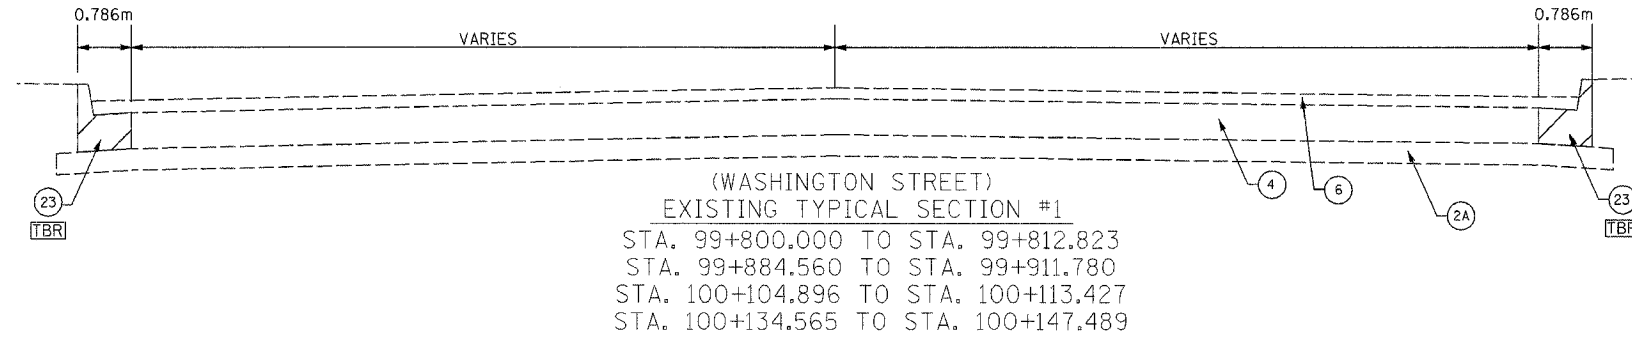 0.786m
0.786m
VARIES
VARIES
4
6
2A
23
TBR
23
(WASHINGTON STREET)
EXISTING TYPICAL SECTION #1
STA. 99+800.000 TO STA. 99+812.823
STA. 99+884.560 TO STA. 99+911.780
STA. 100+104.896 TO STA. 100+113.427
STA. 100+134.565 TO STA. 100+147.489